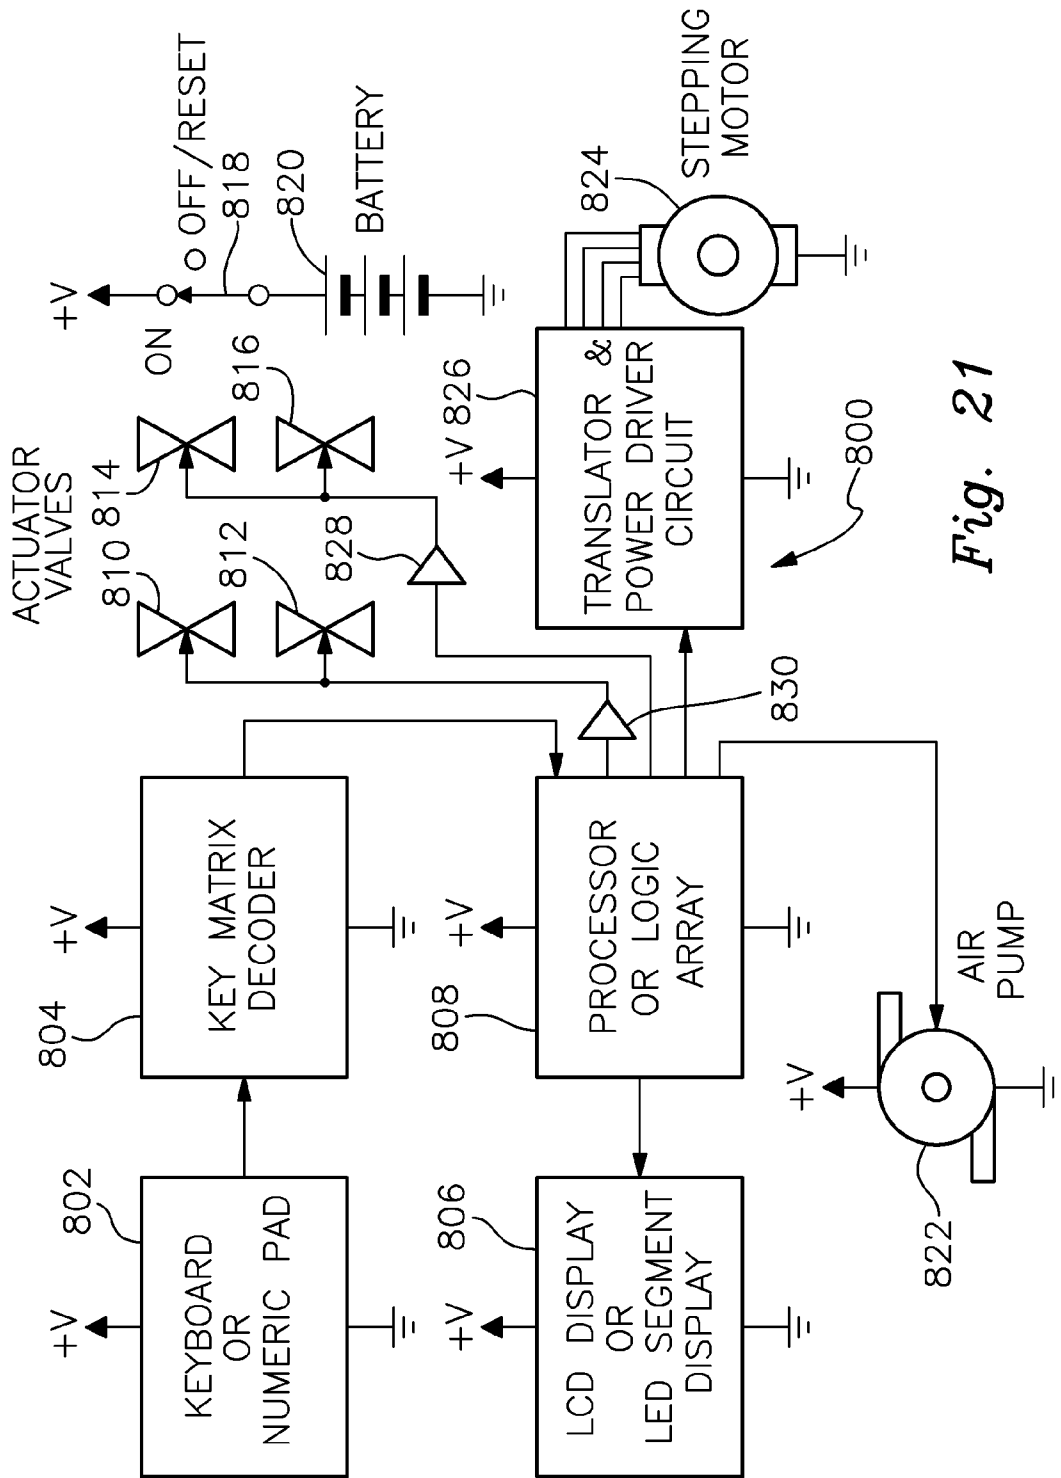 ACTUATOR
VALVES
+V
OFF/RESET
ON
818
820
BATTERY
810
814
812
816
828
+V
802
KEYBOARD
OR
NUMERIC PAD
+V
804
KEY MATRIX
DECODER
+V
806
LCD DISPLAY
OR
LED SEGMENT
DISPLAY
+V
808
PROCESSOR
OR LOGIC
ARRAY
830
+V
826
TRANSLATOR &
POWER DRIVER
CIRCUIT
824
STEPPING
MOTOR
+V
822
AIR
PUMP
800
Fig. 21